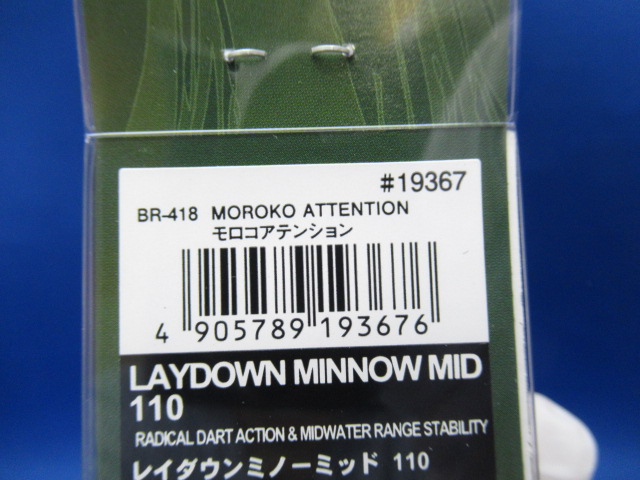 #19367
BR-418 MOROKO ATTENTION
モロコアテンション
4 905789 193676
LAYDOWN MINNOW MID
110
RADICAL DART ACTION & MIDWATER RANGE STABILITY
レイダウンミノーミッド 110